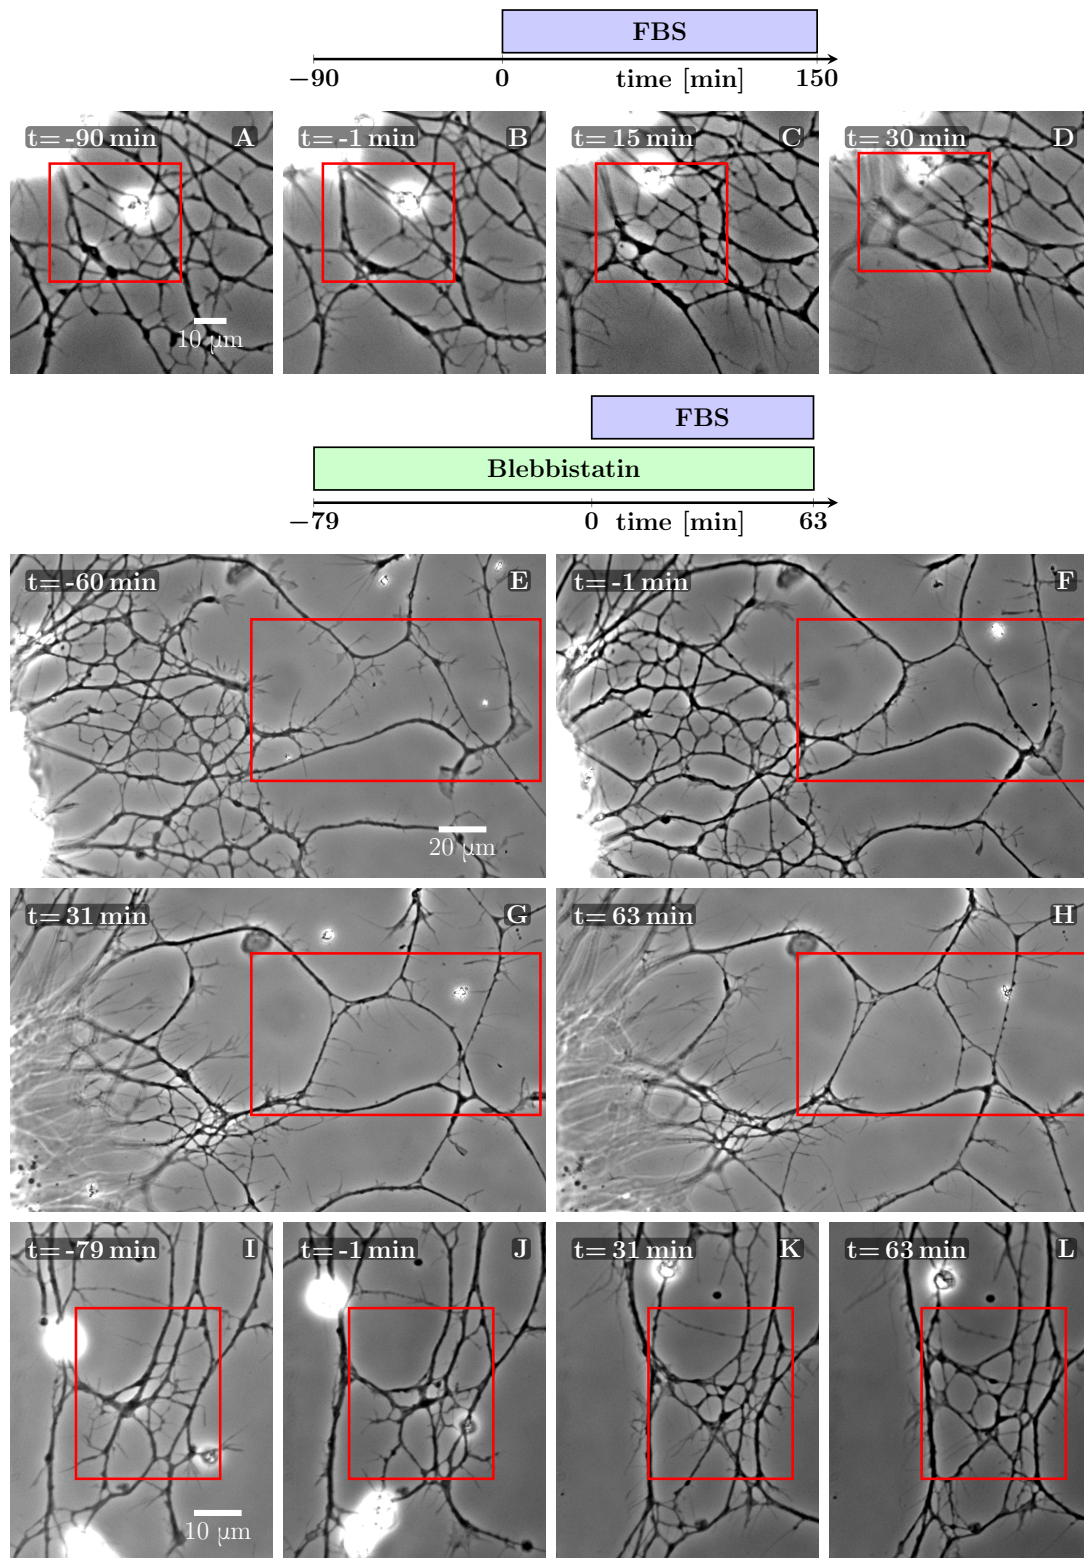 FBS
−90 0 time [min] 150
t= -90 min A
10 µm
t= -1 min B
t= 15 min C
t= 30 min D
FBS
Blebbistatin
−79 0 time [min] 63
t= -60 min E
20 µm
t= -1 min F
t= 31 min G
t= 63 min H
t= -79 min I
10 µm
t= -1 min J
t= 31 min K
t= 63 min L